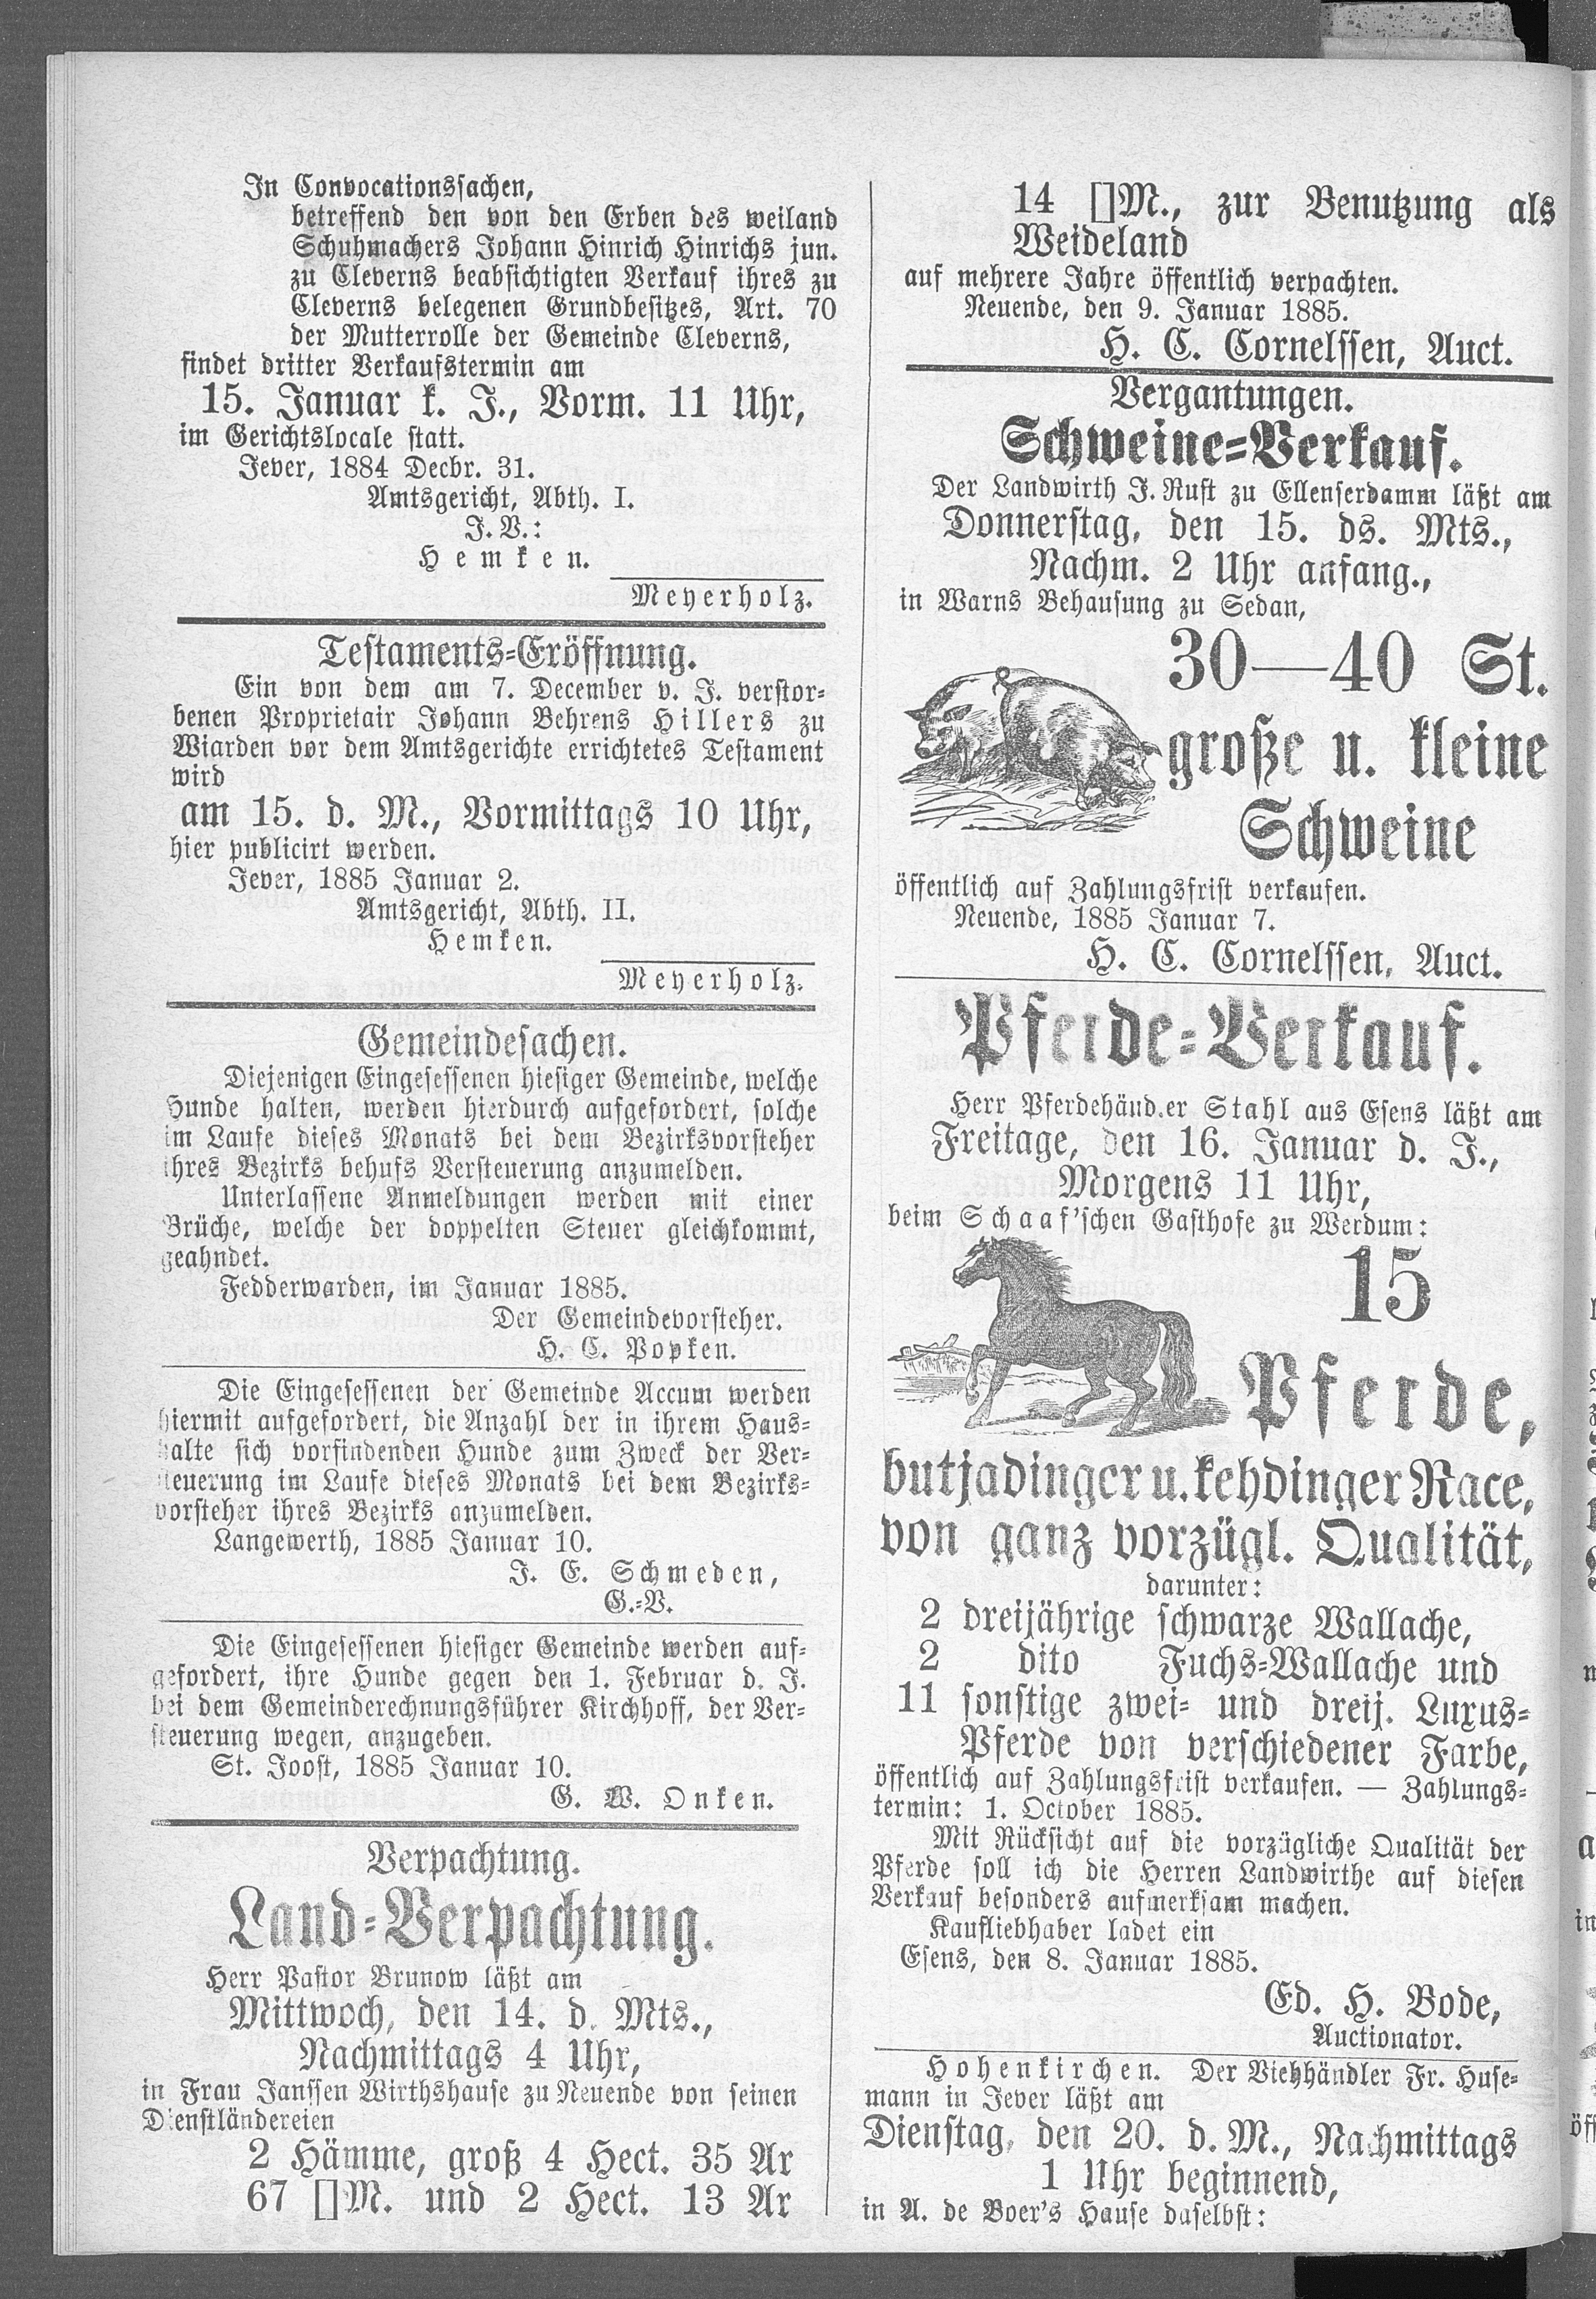 In Convocationssachen,
betreffend den von den Erben des weiland
Schuhmachers Johann Hinrich Hinrichs jun.
zu Cleverns beabsichtigten Verkauf ihres zu
Cleverns belegenen Grundbesitzes, Art. 70
der Mutterrolle der Gemeinde Cleverns,
findet dritter Verkaufstermin am
15. Januar k. J., Vorm. 11 Uhr,
im Gerichtslocale statt.
Jever, 1884 Decbr. 31.
Amtsgericht, Abth. I.
J. V.:
Hemken.
Meyerholz.
Testaments-Eröffnung.
Ein von dem am 7. December v. J. verstor-
benen Proprietair Johann Behrens Hillers zu
Wiarden vor dem Amtsgerichte errichtetes Testament
wird
am 15. d. M., Vormittags 10 Uhr,
hier publicirt werden.
Jever, 1885 Januar 2.
Amtsgericht, Abth. II.
Hemken.
Meyerholz.
Gemeindesachen.
Diejenigen Eingesessenen hiesiger Gemeinde, welche
Hunde halten, werden hierdurch aufgefordert, solche
im Laufe dieses Monats bei dem Bezirksvorsteher
ihres Bezirks behufs Versteuerung anzumelden.
Unterlassene Anmeldungen werden mit einer
Brüche, welche der doppelten Steuer gleichkommt,
geahndet.
Fedderwarden, im Januar 1885.
Der Gemeindevorsteher.
H. C. Popken.
Die Eingesessenen der Gemeinde Accum werden
hiermit aufgefordert, die Anzahl der in ihrem Haus-
halte sich vorfindenden Hunde zum Zweck der Ver-
steuerung im Laufe dieses Monats bei dem Bezirks-
vorsteher ihres Bezirks anzumelden.
Langewerth, 1885 Januar 10.
J. E. Schmeden,
G.-V.
Die Eingesessenen hiesiger Gemeinde werden auf-
gefordert, ihre Hunde gegen den 1. Februar d. J.
bei dem Gemeinderechnungsführer Kirchhoff, der Ver-
steuerung wegen, anzugeben.
St. Joost, 1885 Januar 10.
G. W. Onken.
Verpachtung.
Land-Verpachtung.
Herr Pastor Brunow läßt am
Mittwoch, den 14. d. Mts.,
Nachmittags 4 Uhr,
in Frau Janssen Wirthshause zu Neuende von seinen
Dienstländereien
2 Hämme, groß 4 Hect. 35 Ar
67 []M. und 2 Hect. 13 Ar
14 []M., zur Benutzung als
Weideland
auf mehrere Jahre öffentlich verpachten.
Neuende, den 9. Januar 1885.
H. C. Cornelssen, Auct.
Vergantungen.
Schweine-Verkauf.
Der Landwirth J. Rust zu Ellenserdamm läßt am
Donnerstag, den 15. ds. Mts.,
Nachm. 2 Uhr anfang.,
in Warns Behausung zu Sedan,
30—40 St.
große u. kleine
Schweine
öffentlich auf Zahlungsfrist verkaufen.
Neuende, 1885 Januar 7.
H. C. Cornelssen, Auct.
Pferde-Verkauf.
Herr Pferdehändler Stahl aus Esens läßt am
Freitage, den 16. Januar d. J.,
Morgens 11 Uhr,
beim Schaaf'schen Gasthofe zu Werdum:
15
Pferde,
butjadinger u. kehdinger Race,
von ganz vorzügl. Qualität,
darunter:
2 dreijährige schwarze Wallache,
2 dito Fuchs-Wallache und
11 sonstige zwei- und dreij. Luxus-
Pferde von verschiedener Farbe,
öffentlich auf Zahlungsfrist verkaufen. — Zahlungs-
termin: 1. October 1885.
Mit Rücksicht auf die vorzügliche Qualität der
Pferde soll ich die Herren Landwirthe auf diesen
Verkauf besonders aufmerksam machen.
Kaufliebhaber ladet ein
Esens, den 8. Januar 1885.
Ed. H. Bode,
Auctionator.
Hohenkirchen. Der Viehhändler Fr. Huse-
mann in Jever läßt am
Dienstag, den 20. d. M., Nachmittags
1 Uhr beginnend,
in A. de Boer's Hause daselbst: